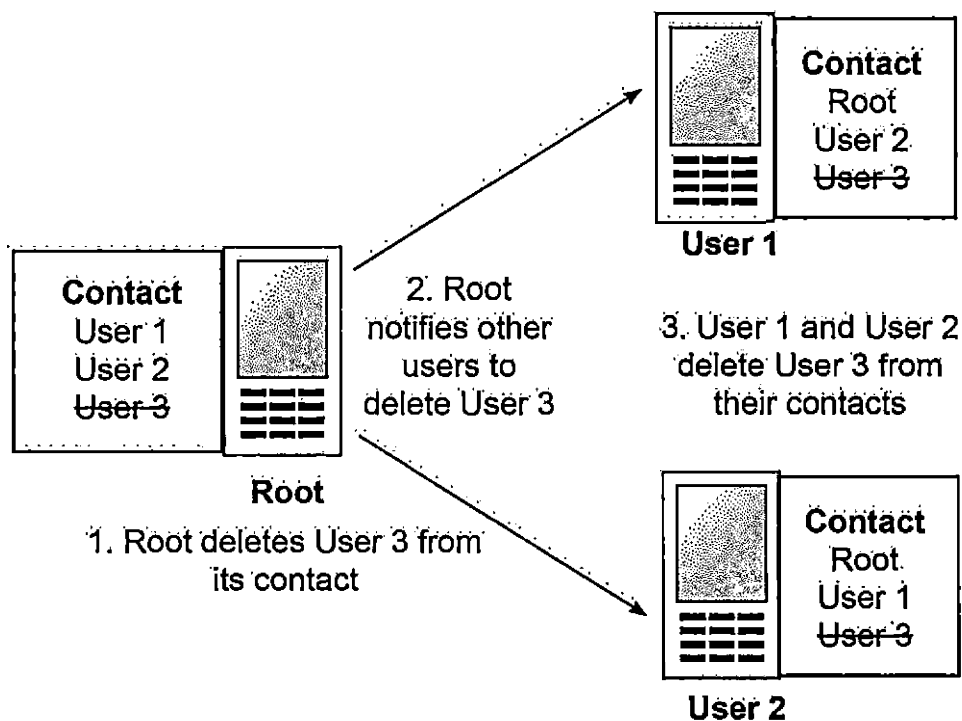 Contact
Root
User 2
User 3
User 1
Contact
User 1
User 2
User 3
Root
1. Root deletes User 3 from
its contact
2. Root
notifies other
users to
delete User 3
3. User 1 and User 2
delete User 3 from
their contacts
Contact
Root
User 1
User 3
User 2